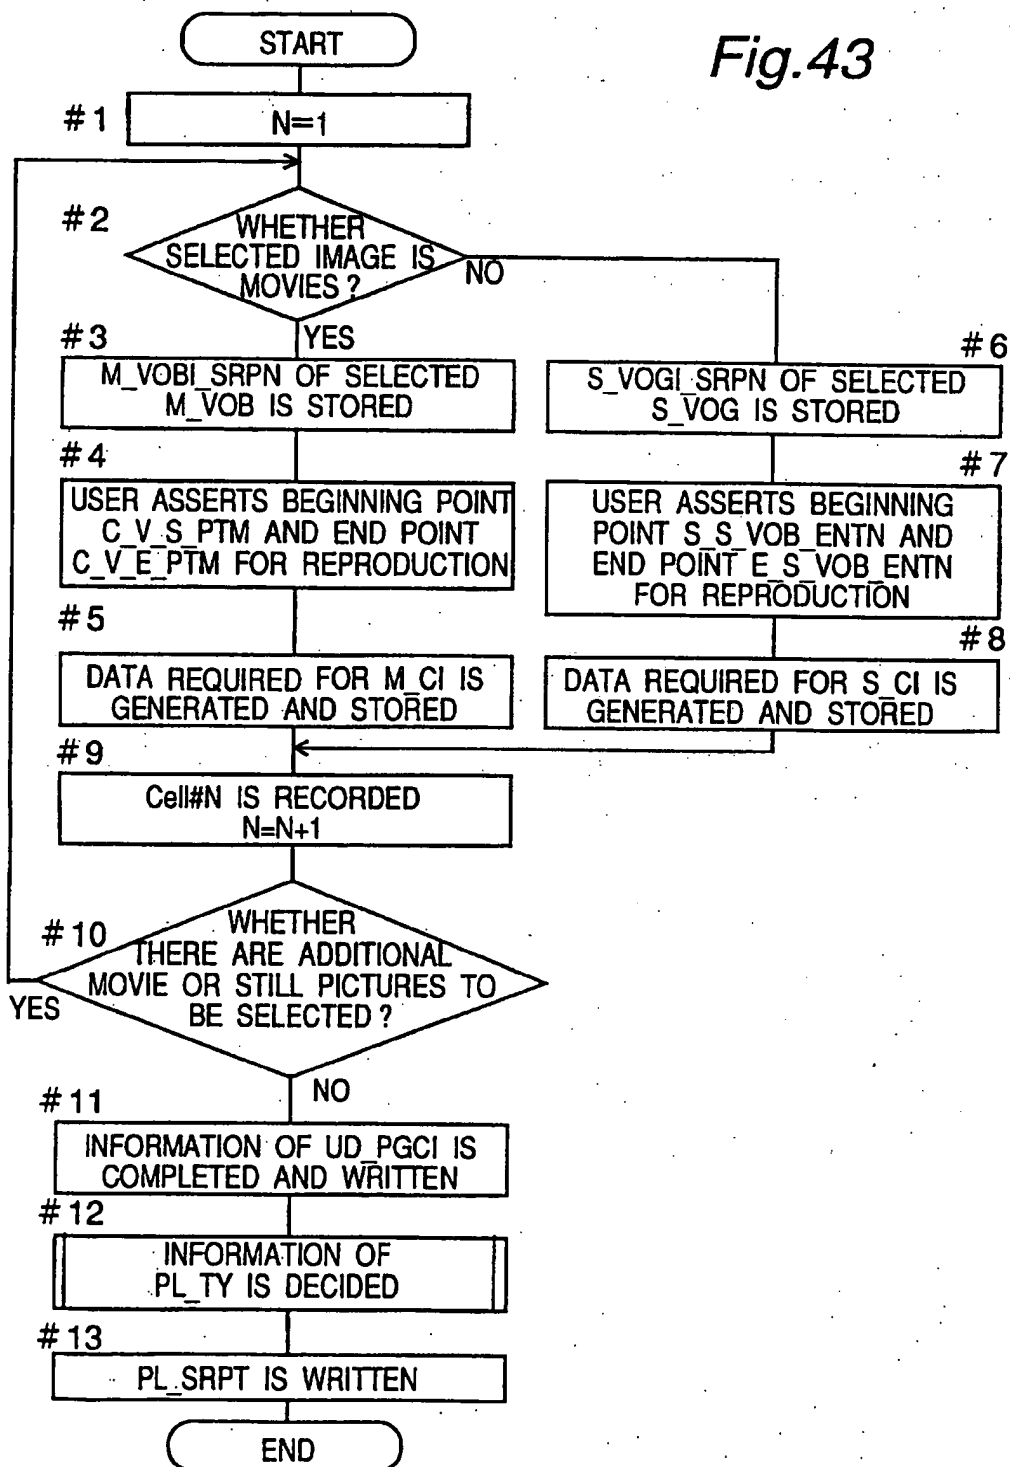 START
Fig.43
#1
N=1
#2
WHETHER
SELECTED IMAGE IS
MOVIES?
NO
YES
#3
M_VOBI_SRPN OF SELECTED
M_VOB IS STORED
#6
S_VOGI_SRPN OF SELECTED
S_VOG IS STORED
#4
USER ASSERTS BEGINNING POINT
C_V_S_PTM AND END POINT
C_V_E_PTM FOR REPRODUCTION
#7
USER ASSERTS BEGINNING
POINT S_S_VOB_ENTN AND
END POINT E_S_VOB_ENTN
FOR REPRODUCTION
#5
DATA REQUIRED FOR M_CI IS
GENERATED AND STORED
#8
DATA REQUIRED FOR S_CI IS
GENERATED AND STORED
#9
Cell#N IS RECORDED
N=N+1
#10
WHETHER
THERE ARE ADDITIONAL
MOVIE OR STILL PICTURES TO
BE SELECTED?
YES
NO
#11
INFORMATION OF UD_PGCI IS
COMPLETED AND WRITTEN
#12
INFORMATION OF
PL_TY IS DECIDED
#13
PL_SRPT IS WRITTEN
END